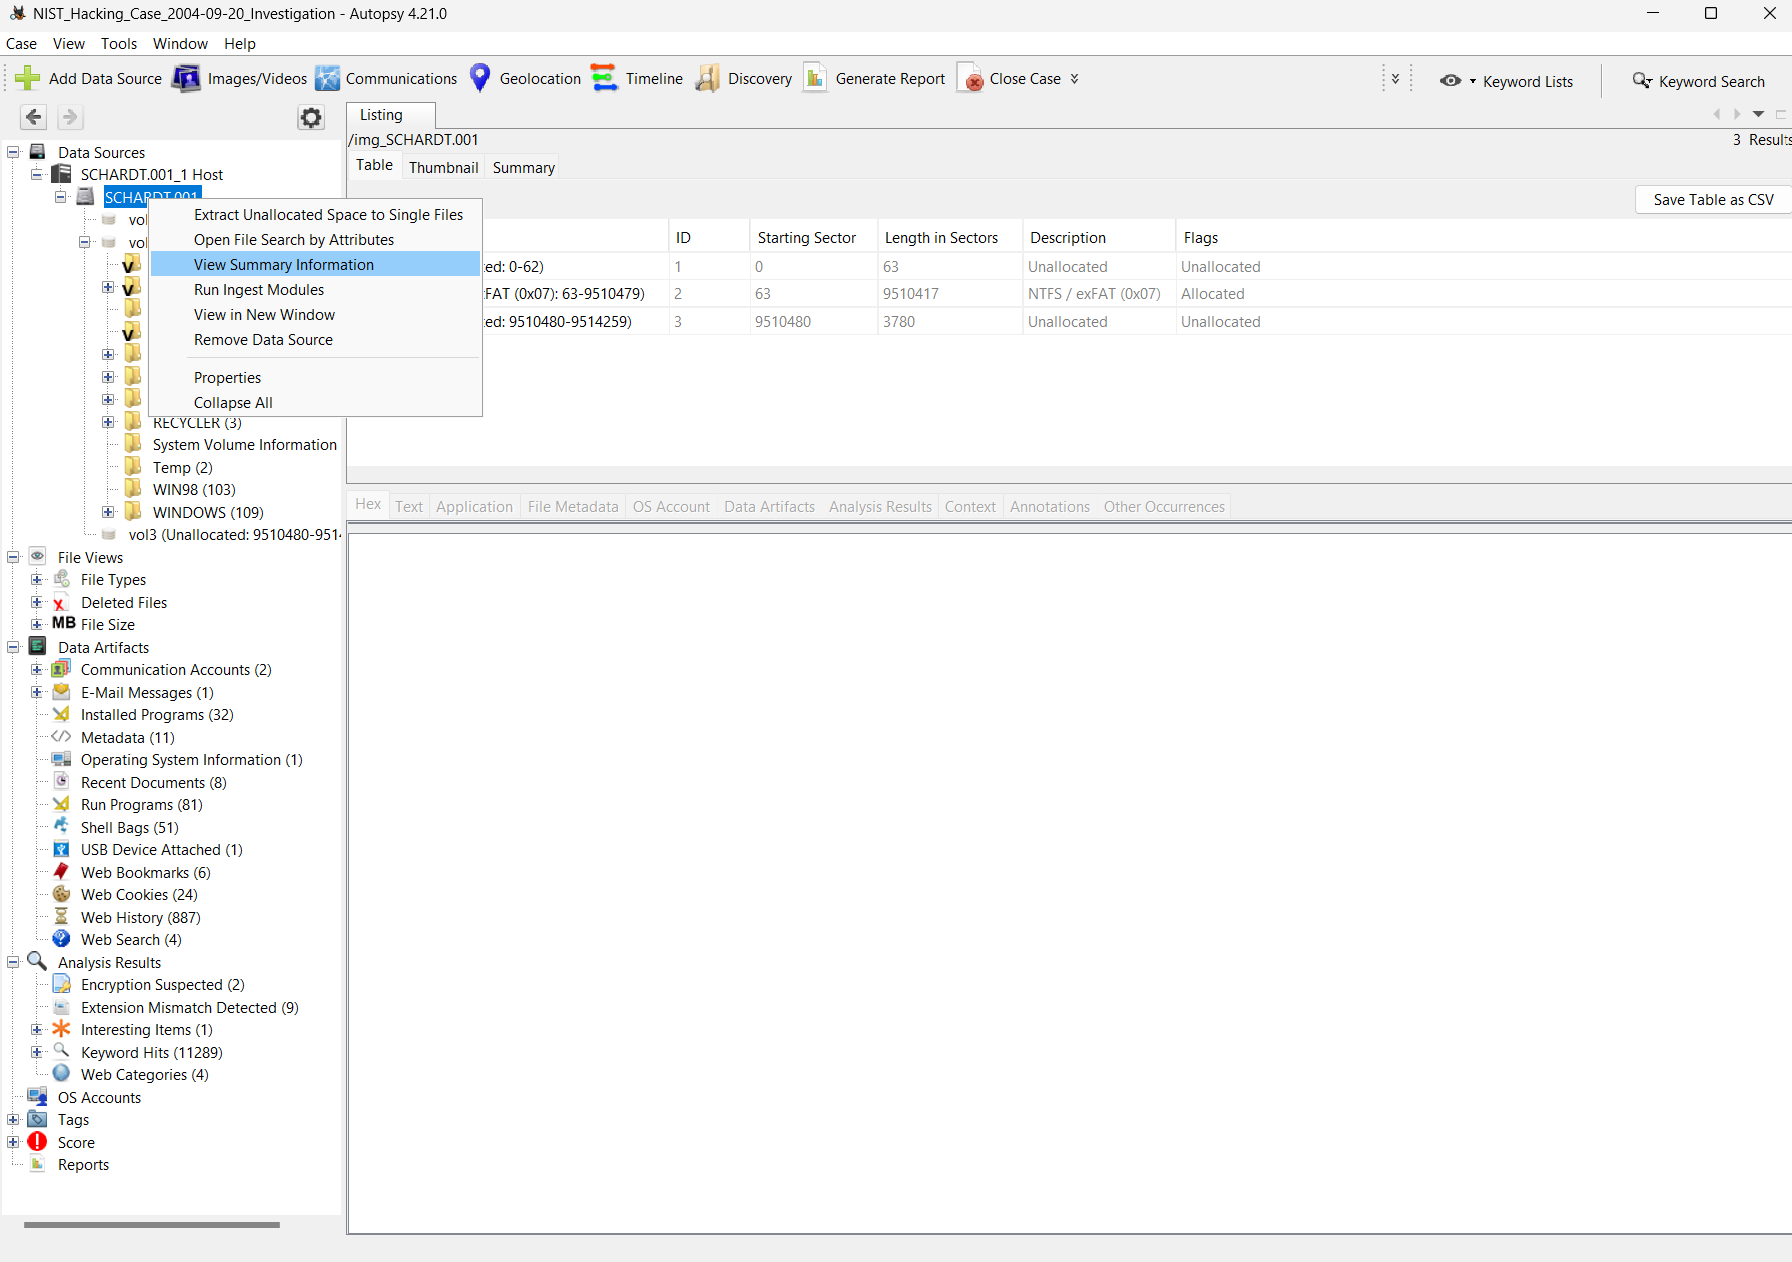 NIST_Hacking_Case_2004-09-20_Investigation - Autopsy 4.21.0
Case View Tools Window Help
Add Data Source Images/Videos Communications Geolocation Timeline Discovery Generate Report Close Case Keyword Lists Keyword Search
Listing
/img_SCHARDT.001
3 Results
Table Thumbnail Summary
Save Table as CSV
ID Starting Sector Length in Sectors Description Flags
ed: 0-62) 1 0 63 Unallocated Unallocated
FAT (0x07): 63-9510479) 2 63 9510417 NTFS / exFAT (0x07) Allocated
ed: 9510480-9514259) 3 9510480 3780 Unallocated Unallocated
Data Sources
SCHARDT.001_1 Host
SCHARDT.001
vol
vol
Extract Unallocated Space to Single Files
Open File Search by Attributes
View Summary Information
Run Ingest Modules
View in New Window
Remove Data Source
Properties
Collapse All
RECYCLER (3)
System Volume Information
Temp (2)
WIN98 (103)
WINDOWS (109)
vol3 (Unallocated: 9510480-951
File Views
File Types
Deleted Files
MB File Size
Data Artifacts
Communication Accounts (2)
E-Mail Messages (1)
Installed Programs (32)
Metadata (11)
Operating System Information (1)
Recent Documents (8)
Run Programs (81)
Shell Bags (51)
USB Device Attached (1)
Web Bookmarks (6)
Web Cookies (24)
Web History (887)
Web Search (4)
Analysis Results
Encryption Suspected (2)
Extension Mismatch Detected (9)
Interesting Items (1)
Keyword Hits (11289)
Web Categories (4)
OS Accounts
Tags
Score
Reports
Hex Text Application File Metadata OS Account Data Artifacts Analysis Results Context Annotations Other Occurrences